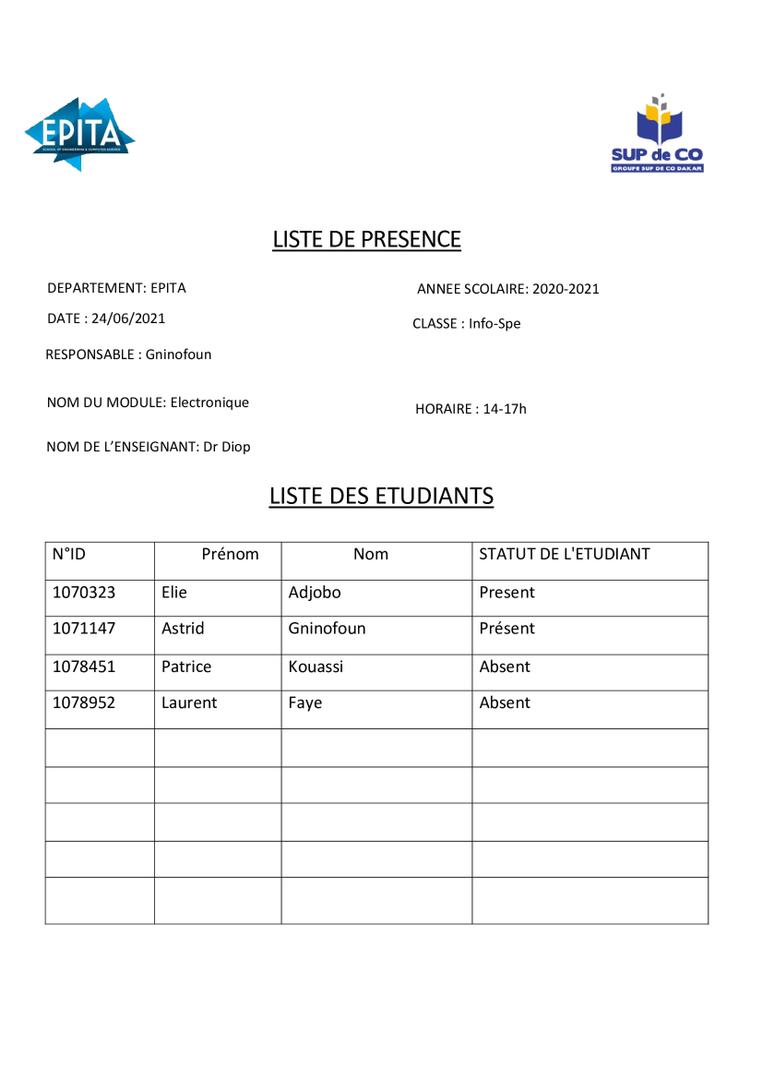 EPITA
SCHOOL OF ENGINEERING & COMPUTER SCIENCE
SUP de CO
GROUPE SUP DE CO DAKAR
LISTE DE PRESENCE
DEPARTEMENT: EPITA
ANNEE SCOLAIRE: 2020-2021
DATE : 24/06/2021
CLASSE : Info-Spe
RESPONSABLE : Gninofoun
NOM DU MODULE: Electronique
HORAIRE : 14-17h
NOM DE L’ENSEIGNANT: Dr Diop
LISTE DES ETUDIANTS
N°ID Prénom Nom STATUT DE L'ETUDIANT
1070323 Elie Adjobo Present
1071147 Astrid Gninofoun Présent
1078451 Patrice Kouassi Absent
1078952 Laurent Faye Absent